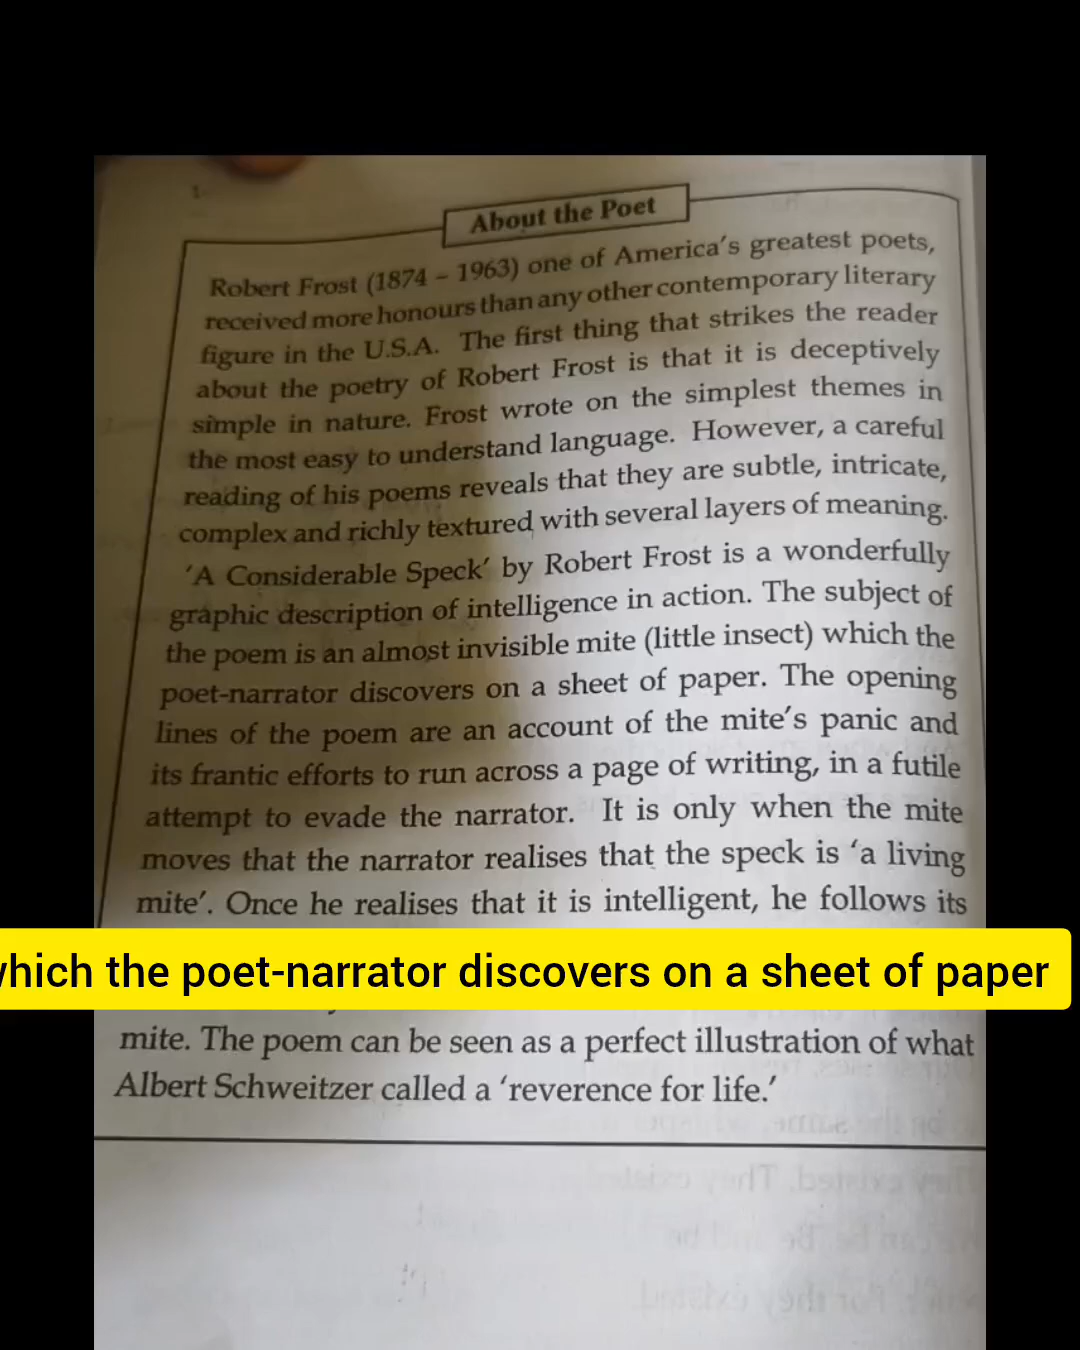 About the Poet
Robert Frost (1874 – 1963) one of America's greatest poets,
received more honours than any other contemporary literary
figure in the U.S.A. The first thing that strikes the reader
about the poetry of Robert Frost is that it is deceptively
simple in nature. Frost wrote on the simplest themes in
the most easy to understand language. However, a careful
reading of his poems reveals that they are subtle, intricate,
complex and richly textured with several layers of meaning.
'A Considerable Speck' by Robert Frost is a wonderfully
graphic description of intelligence in action. The subject of
the poem is an almost invisible mite (little insect) which the
poet-narrator discovers on a sheet of paper. The opening
lines of the poem are an account of the mite's panic and
its frantic efforts to run across a page of writing, in a futile
attempt to evade the narrator. It is only when the mite
moves that the narrator realises that the speck is 'a living
mite'. Once he realises that it is intelligent, he follows its
the poet-narrator discovers on a sheet of paper
mite. The poem can be seen as a perfect illustration of what
Albert Schweitzer called a 'reverence for life.'